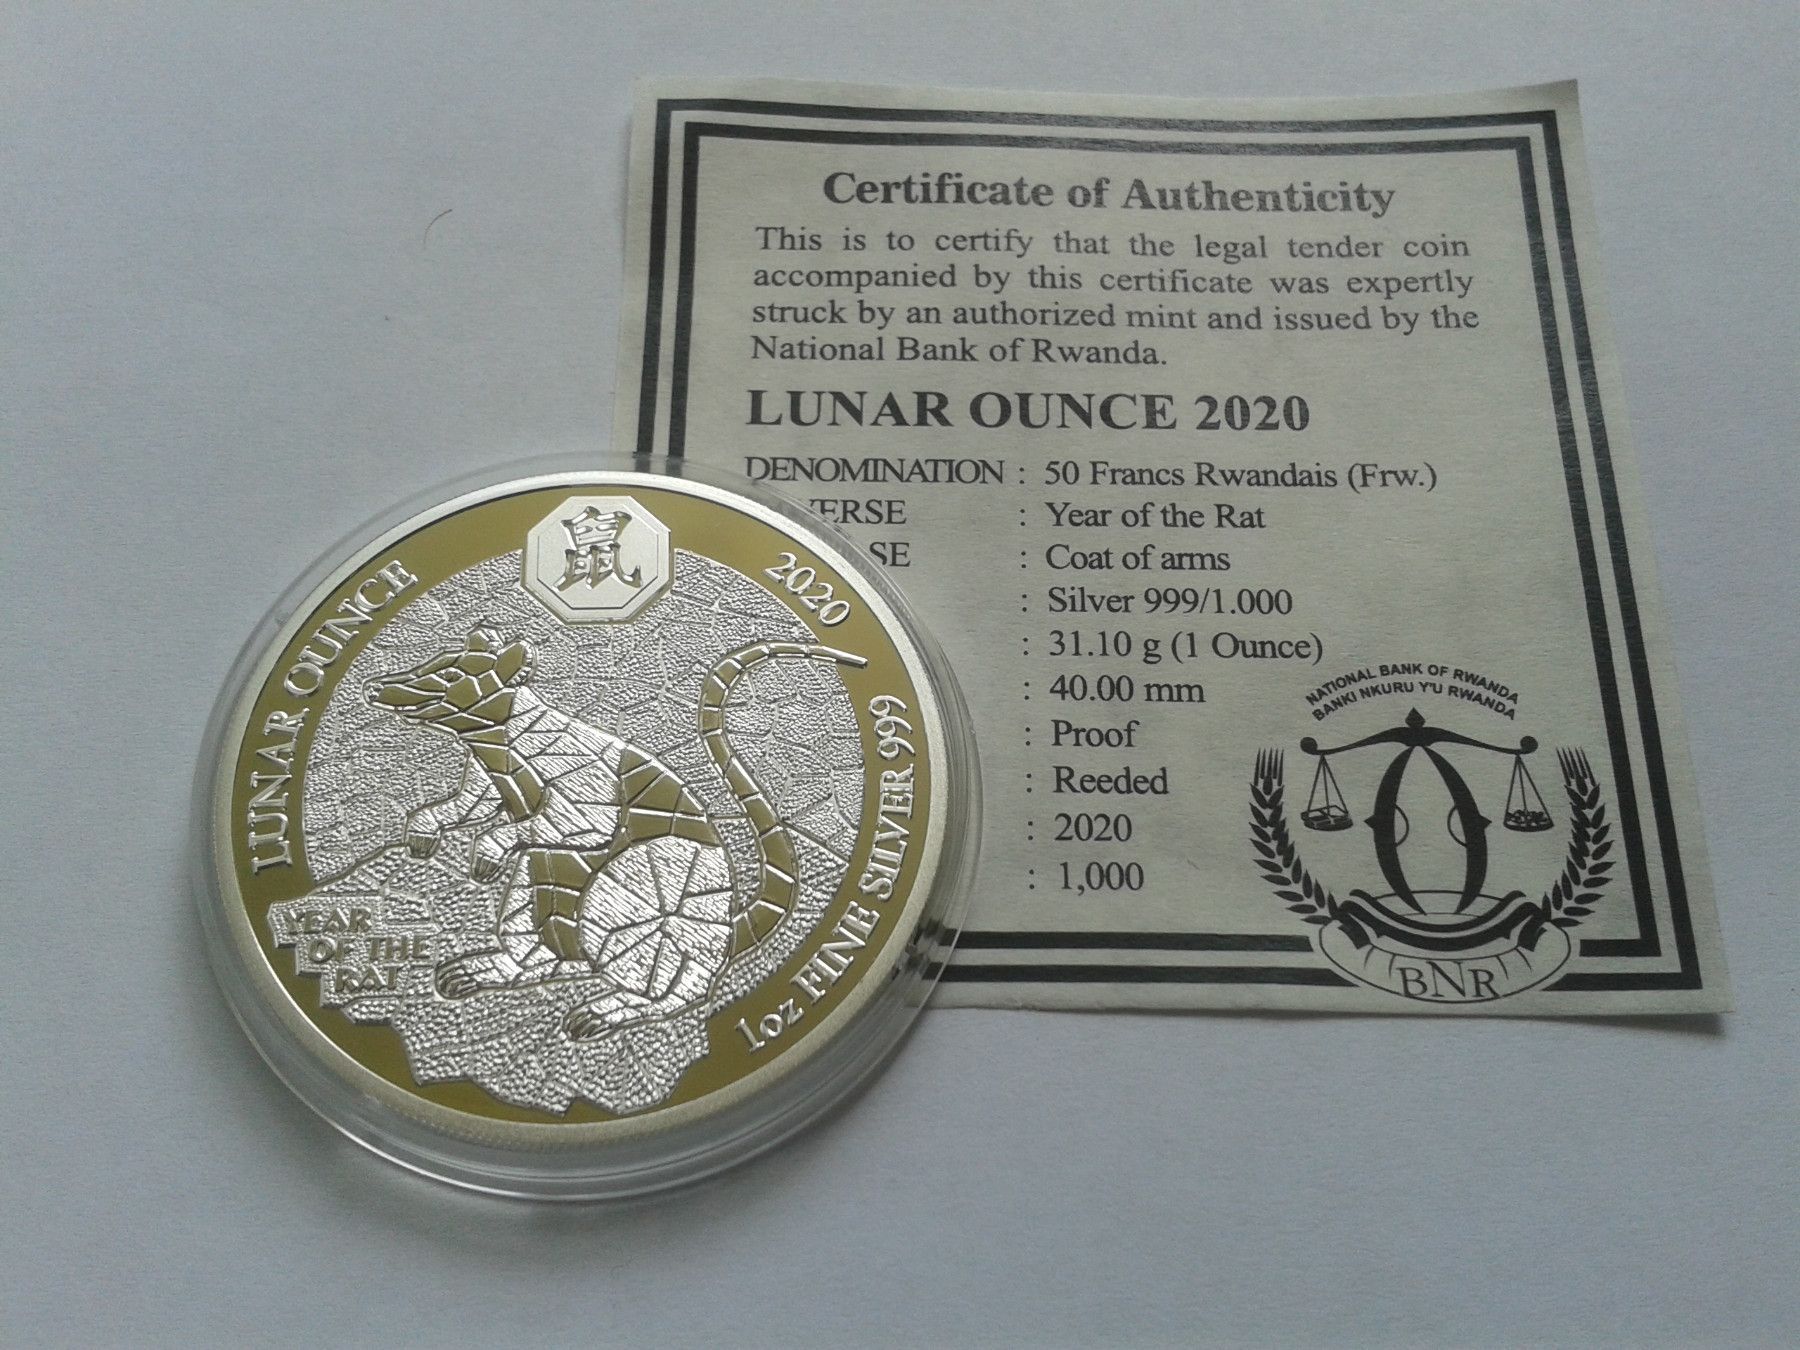 Certificate of Authenticity
This is to certify that the legal tender coin
accompanied by this certificate was expertly
struck by an authorized mint and issued by the
National Bank of Rwanda.
LUNAR OUNCE 2020
DENOMINATION : 50 Francs Rwandais (Frw.)
: Year of the Rat
: Coat of arms
: Silver 999/1.000
: 31.10 g (1 Ounce)
: 40.00 mm
: Proof
: Reeded
: 2020
: 1,000
NATIONAL BANK OF RWANDA
BANKI NKURU Y'U RWANDA
BNR
鼠
LUNAR OUNCE
2020
1oz FINE SILVER 999
YEAR
OF THE
RAT